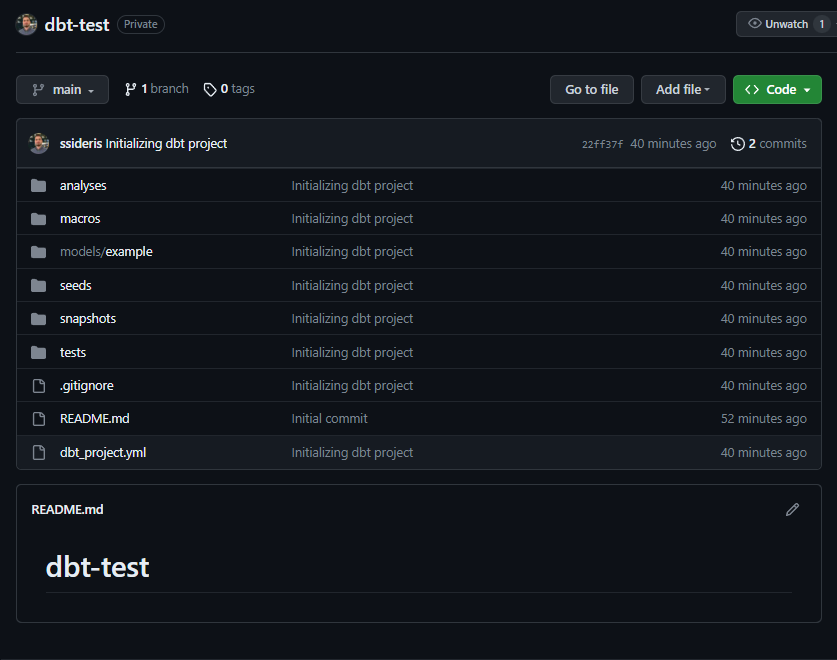 dbt-test Private Unwatch 1
main 1 branch 0 tags Go to file Add file Code
ssideris Initializing dbt project 22ff37f 40 minutes ago 2 commits
analyses Initializing dbt project 40 minutes ago
macros Initializing dbt project 40 minutes ago
models/example Initializing dbt project 40 minutes ago
seeds Initializing dbt project 40 minutes ago
snapshots Initializing dbt project 40 minutes ago
tests Initializing dbt project 40 minutes ago
.gitignore Initializing dbt project 40 minutes ago
README.md Initial commit 52 minutes ago
dbt_project.yml Initializing dbt project 40 minutes ago
README.md
dbt-test